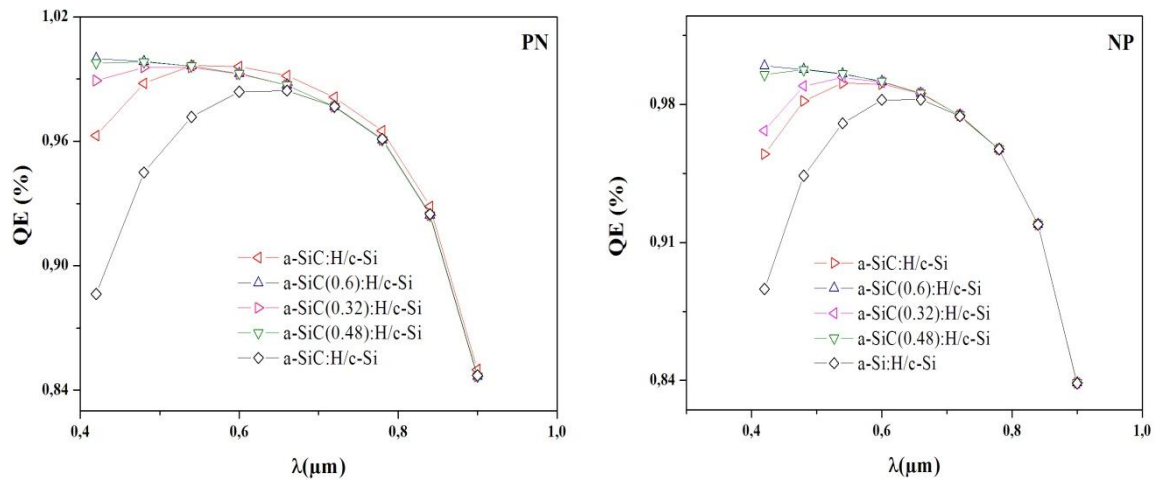 PN
1,02
0,96
0,90
0,84
QE (%)
a-SiC:H/c-Si
a-SiC(0.6):H/c-Si
a-SiC(0.32):H/c-Si
a-SiC(0.48):H/c-Si
a-SiC:H/c-Si
0,4
0,6
0,8
1,0
λ(μm)
NP
0,98
0,91
0,84
QE (%)
a-SiC:H/c-Si
a-SiC(0.6):H/c-Si
a-SiC(0.32):H/c-Si
a-SiC(0.48):H/c-Si
a-Si:H/c-Si
0,4
0,6
0,8
1,0
λ(μm)